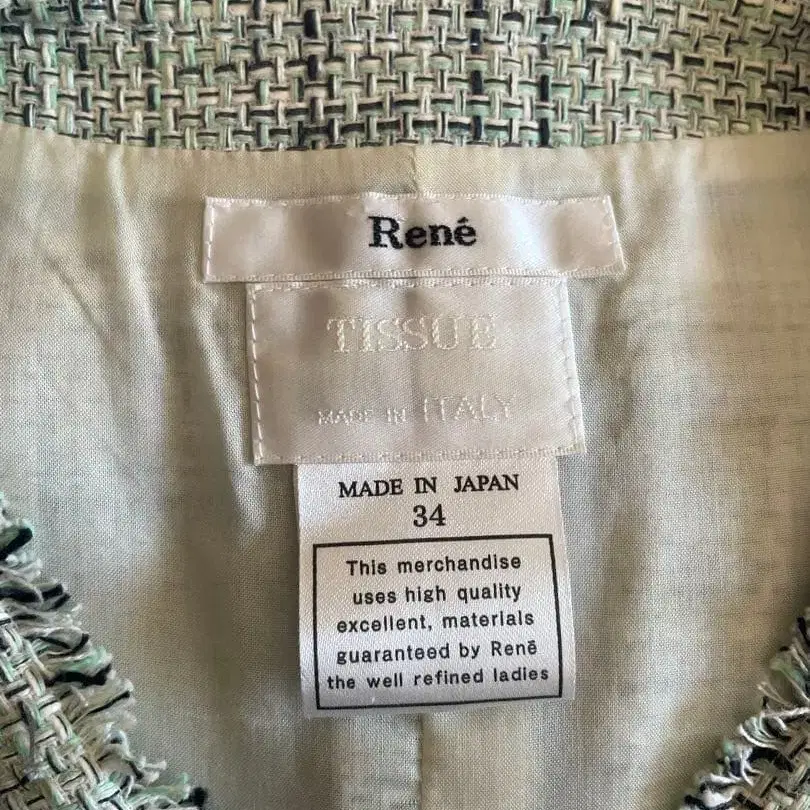 René
TISSUE
MADE IN ITALY
MADE IN JAPAN
34
This merchandise
uses high quality
excellent, materials
guaranteed by Renē
the well refined ladies